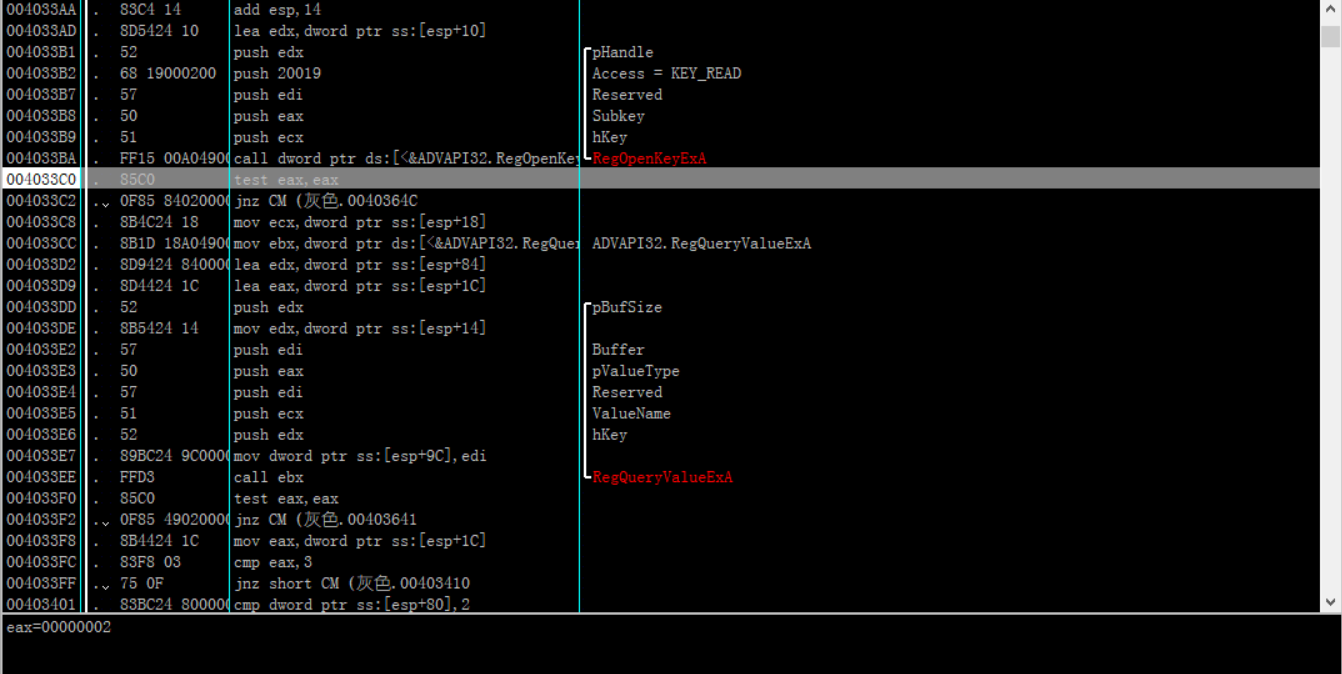 004033AA . 83C4 14 add esp,14
004033AD . 8D5424 10 lea edx,dword ptr ss:[esp+10]
004033B1 . 52 push edx pHandle
004033B2 . 68 19000200 push 20019 Access = KEY_READ
004033B7 . 57 push edi Reserved
004033B8 . 50 push eax Subkey
004033B9 . 51 push ecx hKey
004033BA . FF15 00A04900 call dword ptr ds:[<&ADVAPI32.RegOpenKey RegOpenKeyExA
004033C0 . 85C0 test eax,eax
004033C2 . 0F85 84020000 jnz CM (灰色.0040364C
004033C8 . 8B4C24 18 mov ecx,dword ptr ss:[esp+18]
004033CC . 8B1D 18A04900 mov ebx,dword ptr ds:[<&ADVAPI32.RegQuer ADVAPI32.RegQueryValueExA
004033D2 . 8D9424 840000 lea edx,dword ptr ss:[esp+84]
004033D9 . 8D4424 1C lea eax,dword ptr ss:[esp+1C]
004033DD . 52 push edx pBufSize
004033DE . 8B5424 14 mov edx,dword ptr ss:[esp+14]
004033E2 . 57 push edi Buffer
004033E3 . 50 push eax pValueType
004033E4 . 57 push edi Reserved
004033E5 . 51 push ecx ValueName
004033E6 . 52 push edx hKey
004033E7 . 89BC24 9C0000 mov dword ptr ss:[esp+9C],edi
004033EE . FFD3 call ebx RegQueryValueExA
004033F0 . 85C0 test eax,eax
004033F2 . 0F85 49020000 jnz CM (灰色.00403641
004033F8 . 8B4424 1C mov eax,dword ptr ss:[esp+1C]
004033FC . 83F8 03 cmp eax,3
004033FF . 75 0F jnz short CM (灰色.00403410
00403401 . 83BC24 800000 cmp dword ptr ss:[esp+80],2
eax=00000002